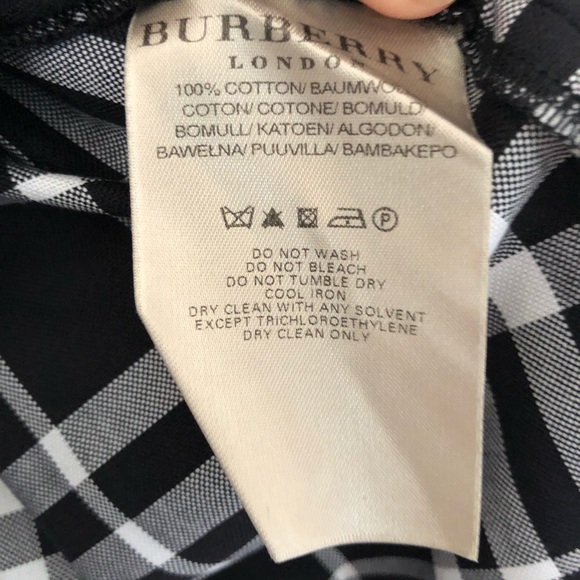 BURBERRY
LONDON
100% COTTON/
COTON/ COTONE/ BOMULD/
BOMULL/ KATOEN/ ALGODON/
BAWEŁNA/ PUUVILLA/ BAMBAKEPO
P
DO NOT WASH
DO NOT BLEACH
DO NOT TUMBLE DRY
COOL IRON
DRY CLEAN WITH ANY SOLVENT
EXCEPT TRICHLOROETHYLENE
DRY CLEAN ONLY